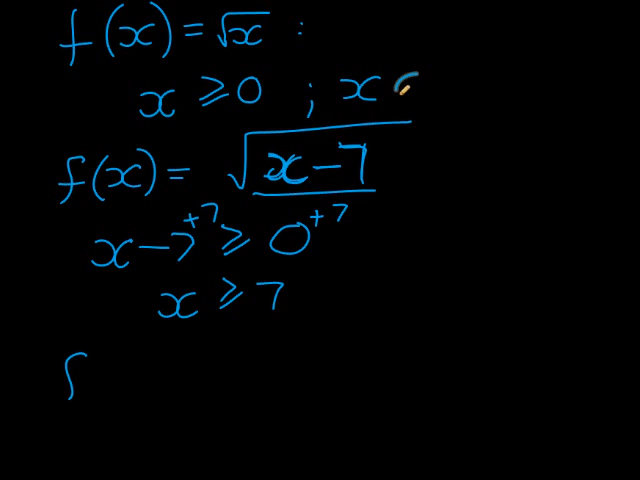 f(x) = √x :
x ⩾ 0 ; x
f(x) = √x - 7
x - 7 +7 ⩾ 0 +7
x ⩾ 7